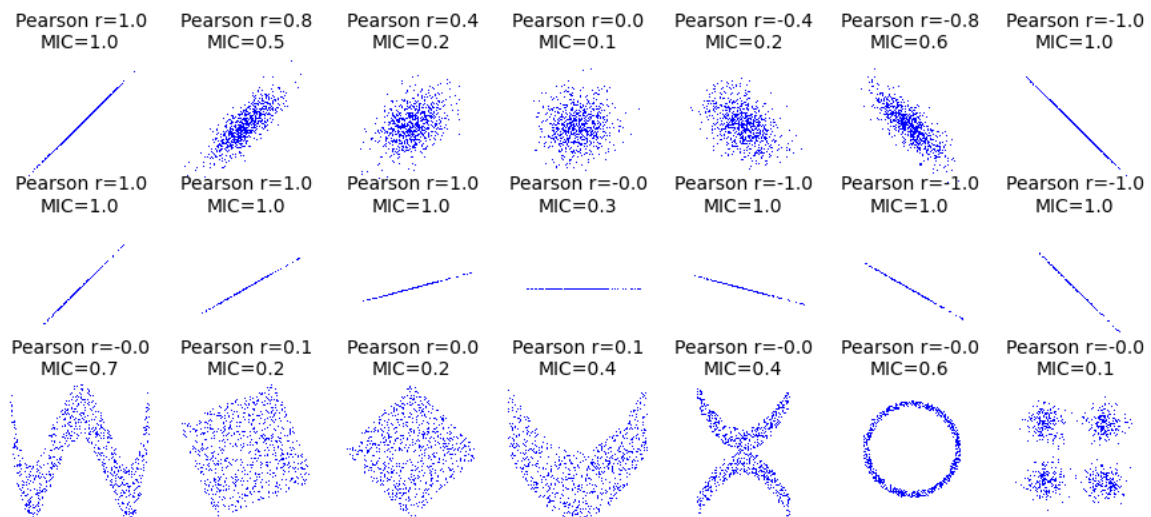 Pearson r=1.0 Pearson r=0.8 Pearson r=0.4 Pearson r=0.0 Pearson r=-0.4 Pearson r=-0.8 Pearson r=-1.0
MIC=1.0 MIC=0.5 MIC=0.2 MIC=0.1 MIC=0.2 MIC=0.6 MIC=1.0
Pearson r=1.0 Pearson r=1.0 Pearson r=1.0 Pearson r=-0.0 Pearson r=-1.0 Pearson r=-1.0 Pearson r=-1.0
MIC=1.0 MIC=1.0 MIC=1.0 MIC=0.3 MIC=1.0 MIC=1.0 MIC=1.0
Pearson r=-0.0 Pearson r=0.1 Pearson r=0.0 Pearson r=0.1 Pearson r=-0.0 Pearson r=-0.0 Pearson r=-0.0
MIC=0.7 MIC=0.2 MIC=0.2 MIC=0.4 MIC=0.4 MIC=0.6 MIC=0.1